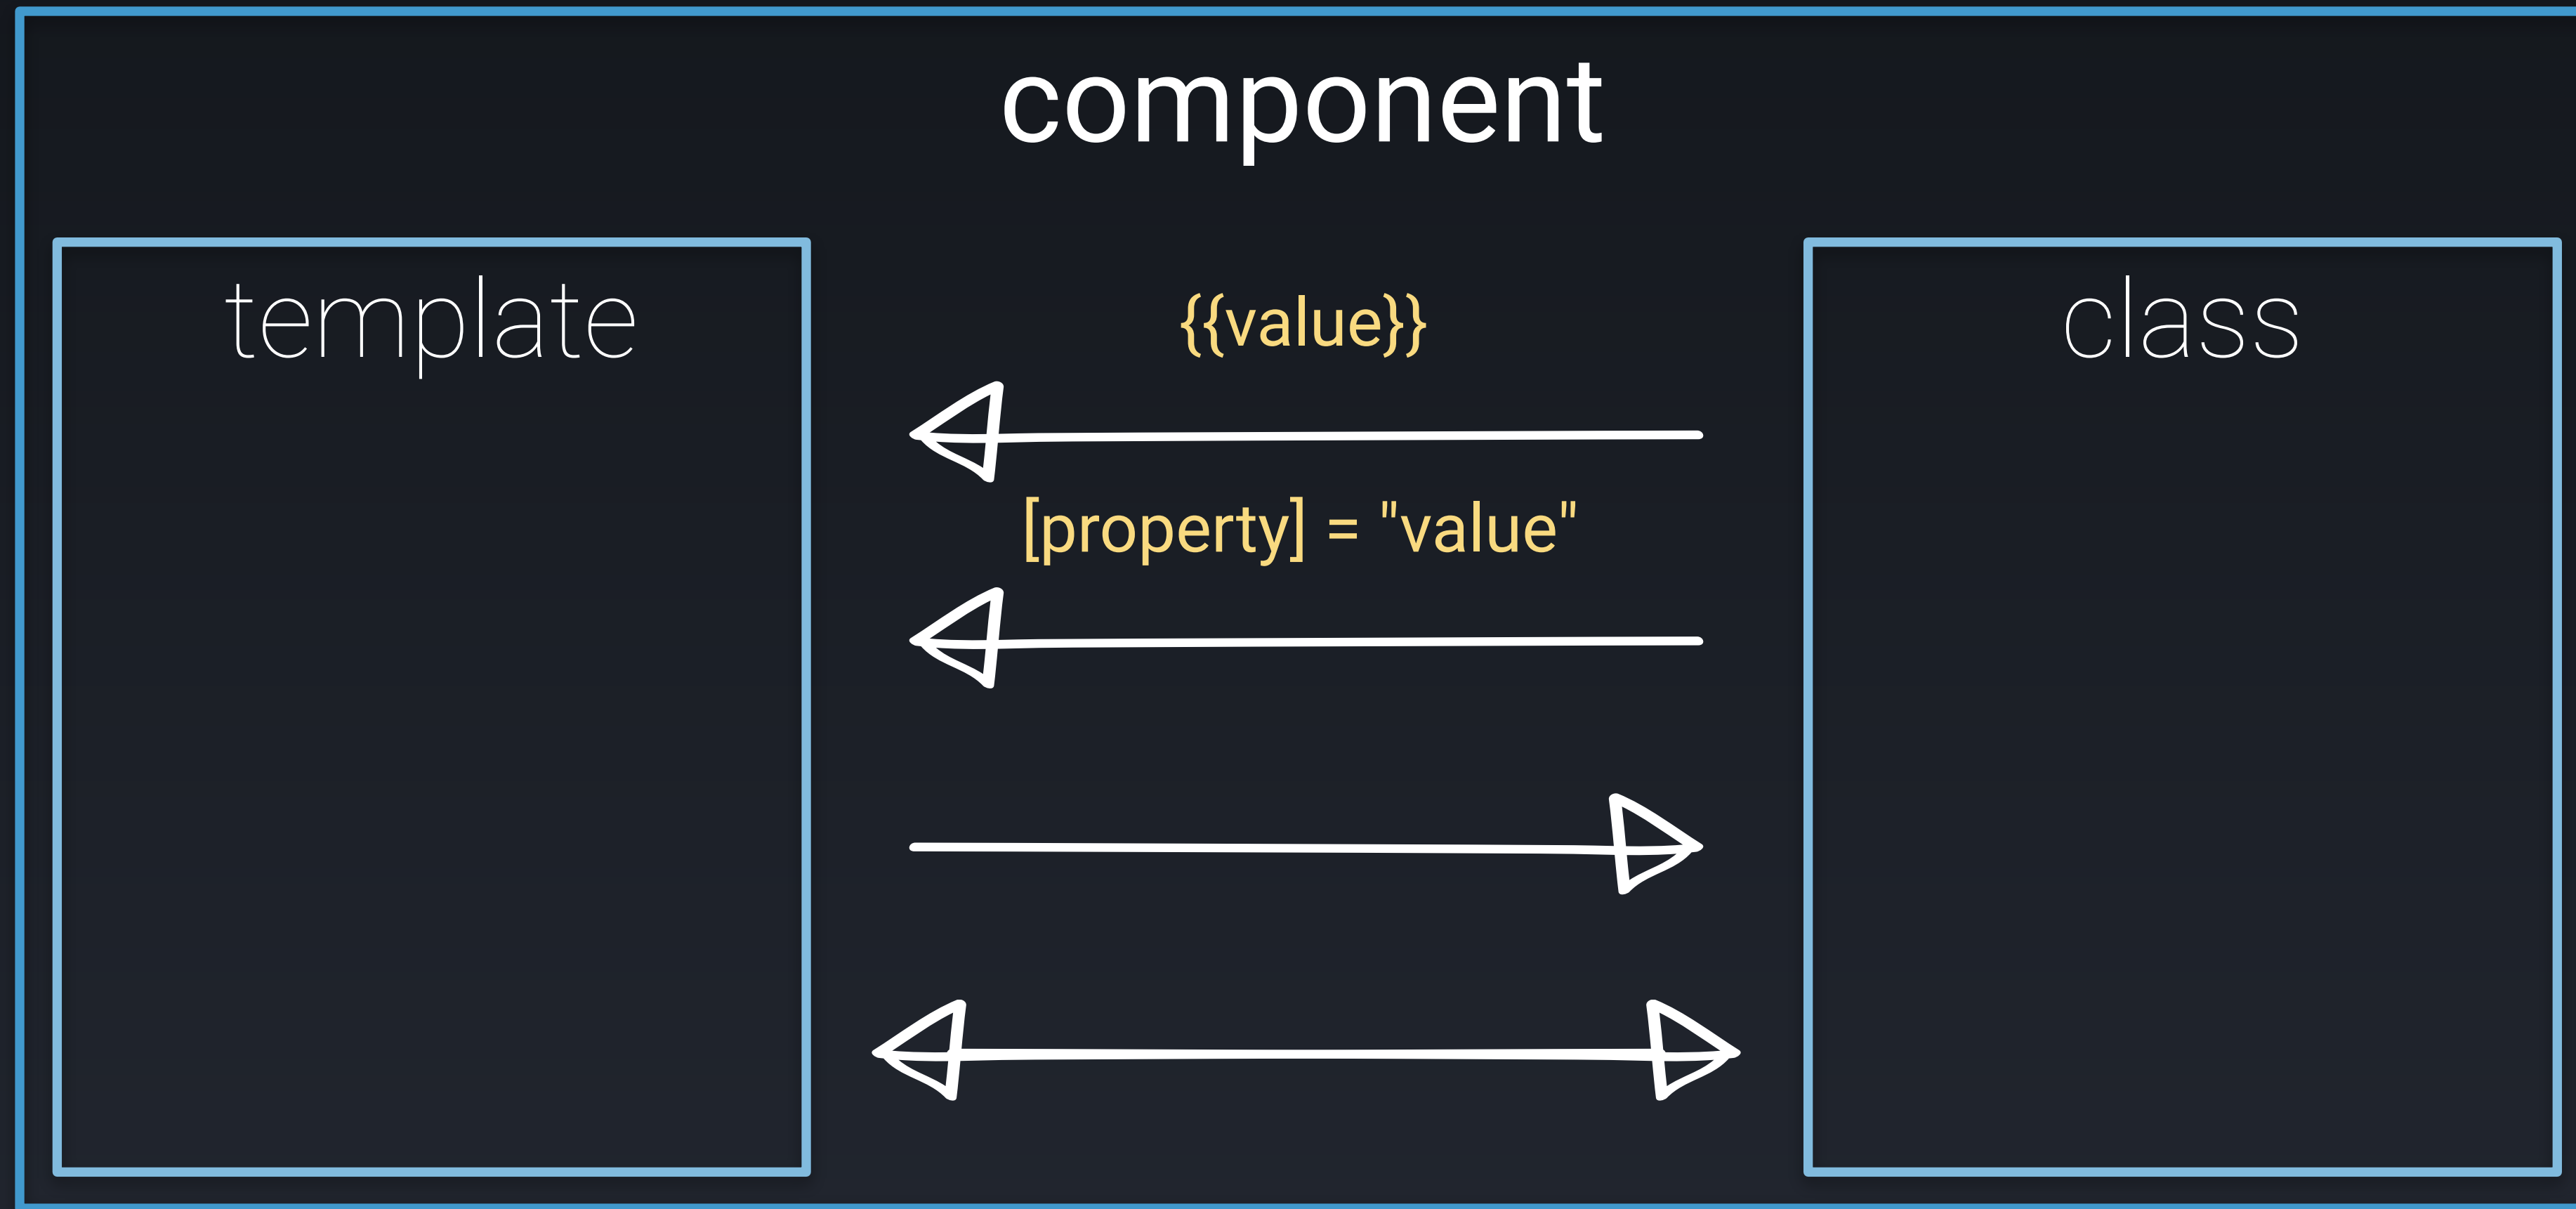 component
template
{{value}}
class
[property] = "value"